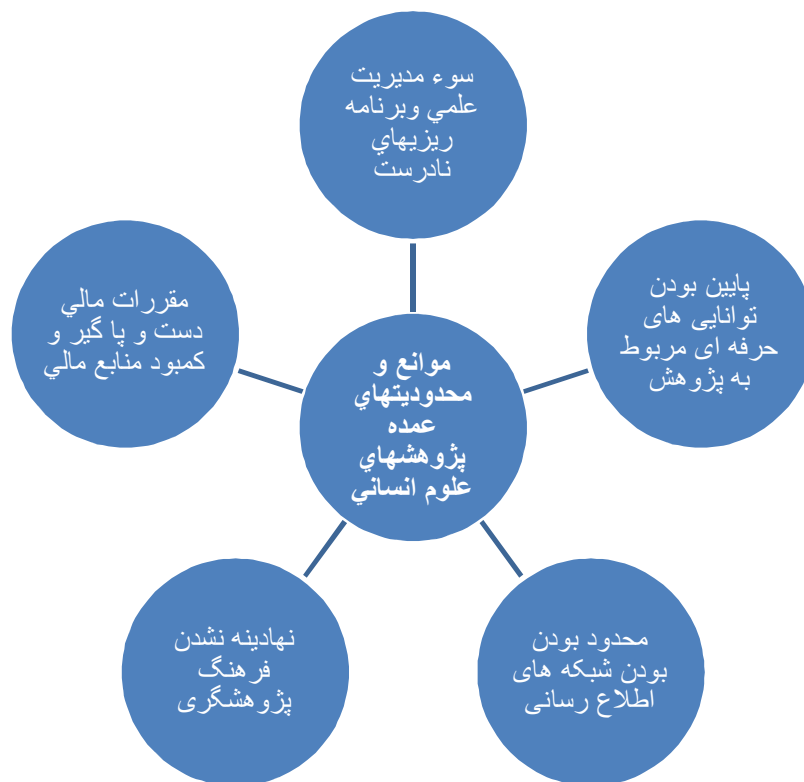 سوء مديريت
علمي وبرنامه
ريزيهاي
نادرست
پایین بودن
توانایی های
حرفه ای مربوط
به پژوهش
مقررات مالي
دست و پا گير و
كمبود منابع مالي
موانع و
محدوديتهاي
عمده
پژوهشهاي
علوم انساني
محدود بودن
بودن شبکه های
اطلاع رسانی
نهادینه نشدن
فرهنگ
پژوهشگری